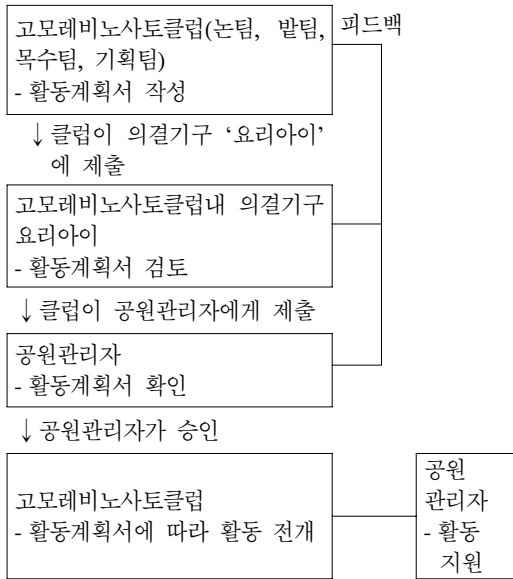 고모레비노사토클럽(논팀, 밭팀,
목수팀, 기획팀)
- 활동계획서 작성
피드백
↓클럽이 의결기구 ‘요리아이’
에 제출
고모레비노사토클럽내 의결기구
요리아이
- 활동계획서 검토
↓클럽이 공원관리자에게 제출
공원관리자
- 활동계획서 확인
↓공원관리자가 승인
고모레비노사토클럽
- 활동계획서에 따라 활동 전개
공원
관리자
- 활동
지원